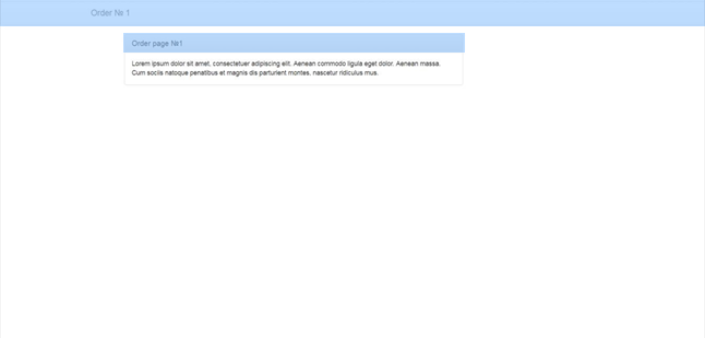 Order № 1
Order page №1
Lorem ipsum dolor sit amet, consectetuer adipiscing elit. Aenean commodo ligula eget dolor. Aenean massa.
Cum sociis natoque penatibus et magnis dis parturient montes, nascetur ridiculus mus.